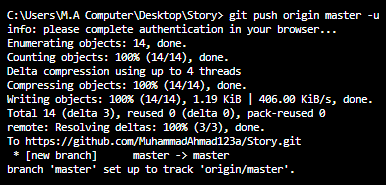 C:\Users\M.A Computer\Desktop\Story> git push origin master -u
info: please complete authentication in your browser...
Enumerating objects: 14, done.
Counting objects: 100% (14/14), done.
Delta compression using up to 4 threads
Compressing objects: 100% (14/14), done.
Writing objects: 100% (14/14), 1.19 KiB | 406.00 KiB/s, done.
Total 14 (delta 3), reused 0 (delta 0), pack-reused 0
remote: Resolving deltas: 100% (3/3), done.
To https://github.com/MuhammadAhmad123a/Story.git
 * [new branch]      master -> master
branch 'master' set up to track 'origin/master'.